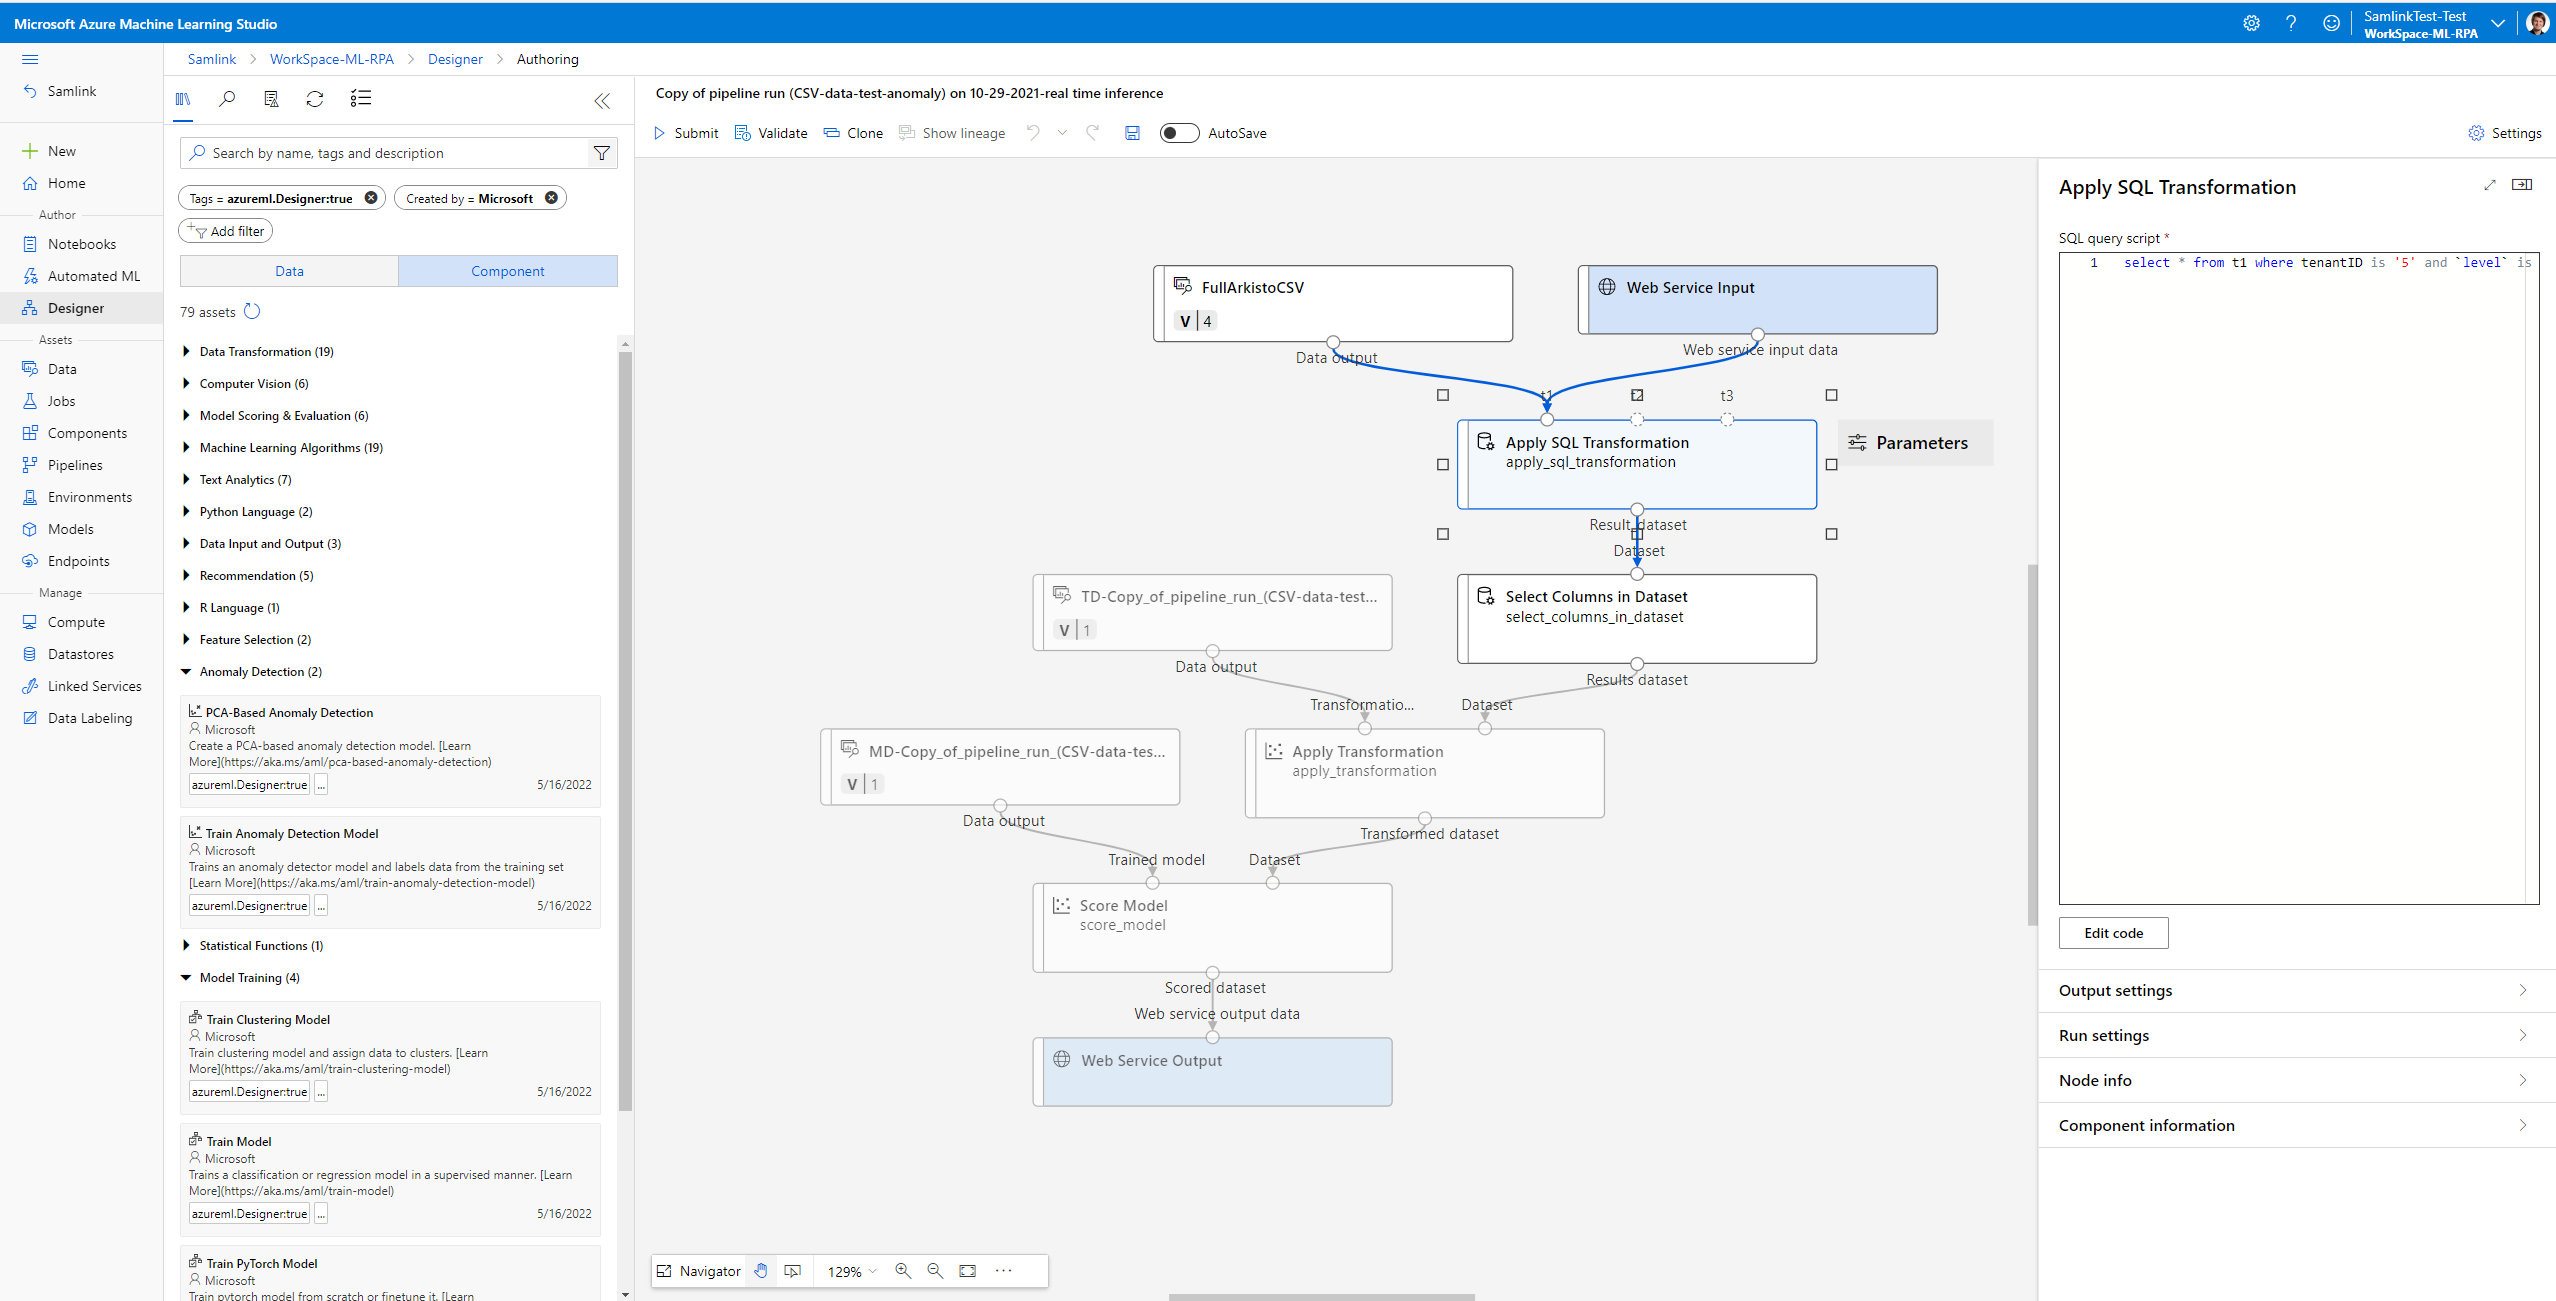 Microsoft Azure Machine Learning Studio
SamlinkTest-Test
WorkSpace-ML-RPA
Samlink
WorkSpace-ML-RPA
Designer
Authoring
Samlink
New
Home
Author
Notebooks
Automated ML
Designer
Assets
Data
Jobs
Components
Pipelines
Environments
Models
Endpoints
Manage
Compute
Datastores
Linked Services
Data Labeling
Search by name, tags and description
Tags = azureml.Designer:true
Created by = Microsoft
Add filter
Data
Component
79 assets
Data Transformation (19)
Computer Vision (6)
Model Scoring & Evaluation (6)
Machine Learning Algorithms (19)
Text Analytics (7)
Python Language (2)
Data Input and Output (3)
Recommendation (5)
R Language (1)
Feature Selection (2)
Anomaly Detection (2)
PCA-Based Anomaly Detection
Microsoft
Create a PCA-based anomaly detection model. [Learn
More](https://aka.ms/aml/pca-based-anomaly-detection)
azureml.Designer:true ... 5/16/2022
Train Anomaly Detection Model
Microsoft
Trains an anomaly detector model and labels data from the training set
[Learn More](https://aka.ms/aml/train-anomaly-detection-model)
azureml.Designer:true ... 5/16/2022
Statistical Functions (1)
Model Training (4)
Train Clustering Model
Microsoft
Train clustering model and assign data to clusters. [Learn
More](https://aka.ms/aml/train-clustering-model)
azureml.Designer:true ... 5/16/2022
Train Model
Microsoft
Trains a classification or regression model in a supervised manner. [Learn
More](https://aka.ms/aml/train-model)
azureml.Designer:true ... 5/16/2022
Train PyTorch Model
Microsoft
Train pytorch model from scratch or finetune it. [Learn
Copy of pipeline run (CSV-data-test-anomaly) on 10-29-2021-real time inference
Submit
Validate
Clone
Show lineage
AutoSave
Settings
FullArkistoCSV
V 4
Data output
Web Service Input
Web service input data
t1
t2
t3
Apply SQL Transformation
apply_sql_transformation
Parameters
Result dataset
Dataset
Select Columns in Dataset
select_columns_in_dataset
Results dataset
TD-Copy_of_pipeline_run_(CSV-data-test...
V 1
Data output
Transformatio...
Dataset
MD-Copy_of_pipeline_run_(CSV-data-tes...
V 1
Data output
Apply Transformation
apply_transformation
Transformed dataset
Trained model
Dataset
Score Model
score_model
Scored dataset
Web service output data
Web Service Output
Navigator
129%
...
Apply SQL Transformation
SQL query script *
1 select * from t1 where tenantID is '5' and `level` is
Edit code
Output settings
Run settings
Node info
Component information